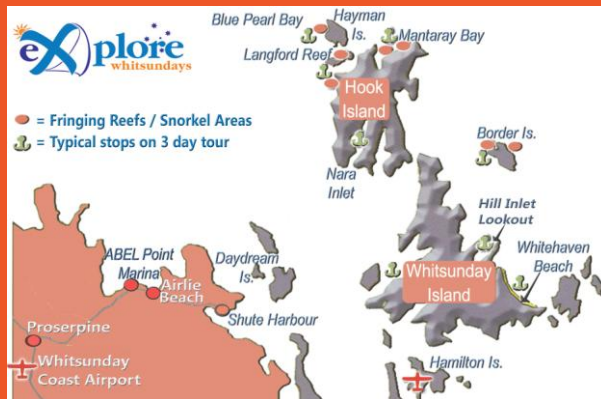 eXplore
whitsundays
= Fringing Reefs / Snorkel Areas
= Typical stops on 3 day tour
Blue Pearl Bay
Hayman
Is.
Mantaray Bay
Langford Reef
Hook
Island
Border Is.
Nara
Inlet
Hill Inlet
Lookout
Whitehaven
Beach
Whitsunday
Island
Daydream
Is.
ABEL Point
Marina
Airlie
Beach
Shute Harbour
Proserpine
Whitsunday
Coast Airport
Hamilton Is.